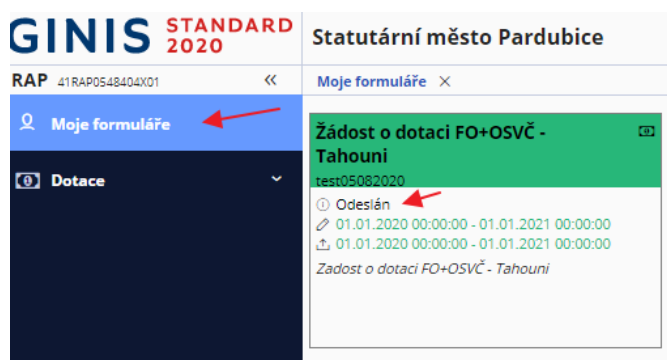 GINIS STANDARD 2020
Statutární město Pardubice
RAP 41RAP0548404X01 «
Moje formuláře ×
Moje formuláře
Dotace
Žádost o dotaci FO+OSVČ -
Tahouni
test05082020
Odeslán
01.01.2020 00:00:00 - 01.01.2021 00:00:00
01.01.2020 00:00:00 - 01.01.2021 00:00:00
Zadost o dotaci FO+OSVČ - Tahouni